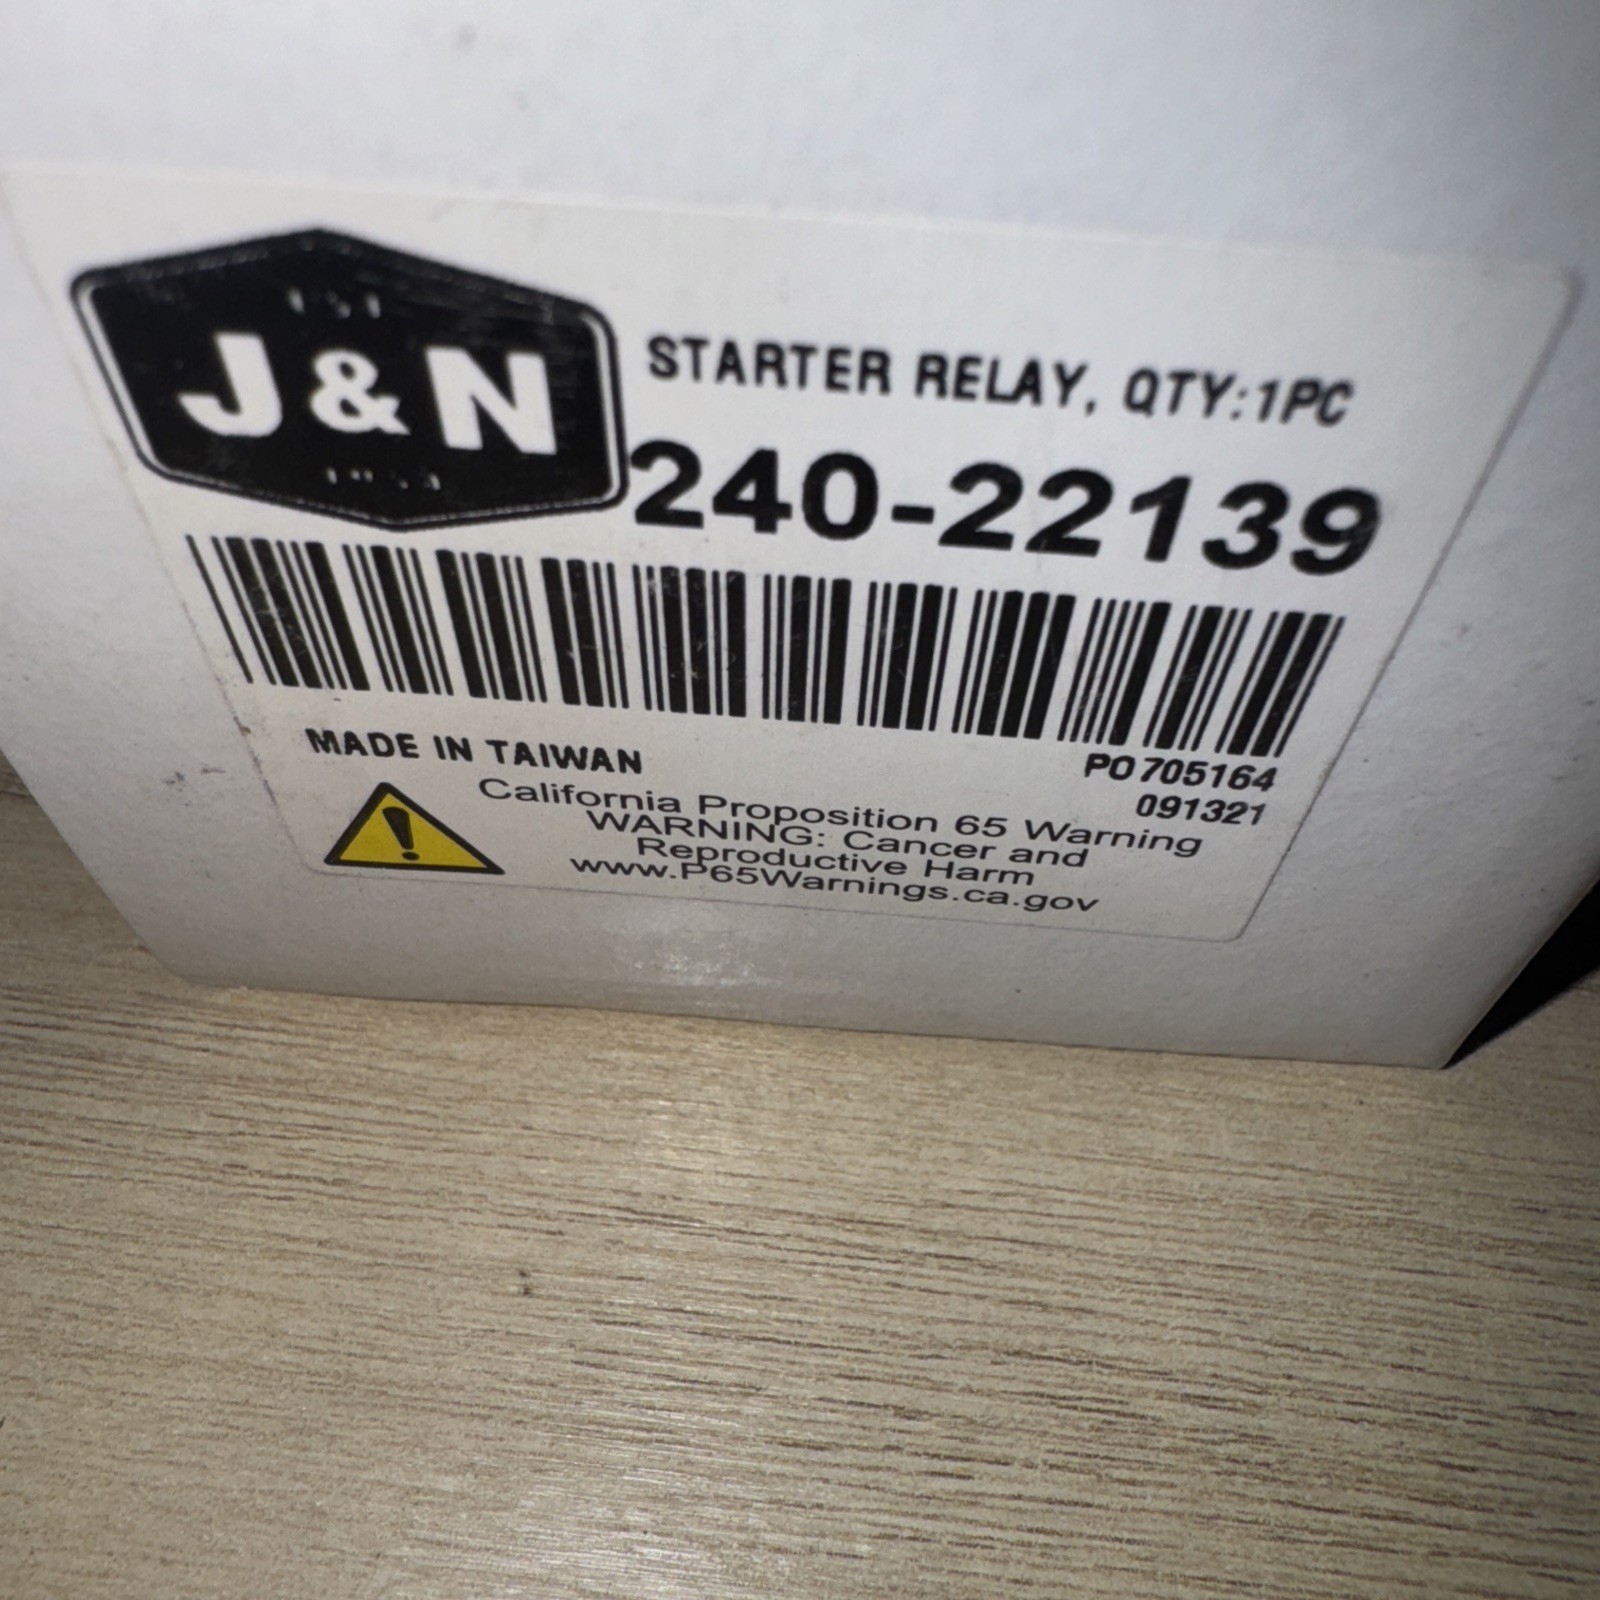 J&N
STARTER RELAY, QTY:1PC
240-22139
MADE IN TAIWAN
PO705164
091321
California Proposition 65 Warning
WARNING: Cancer and
Reproductive Harm
www.P65Warnings.ca.gov